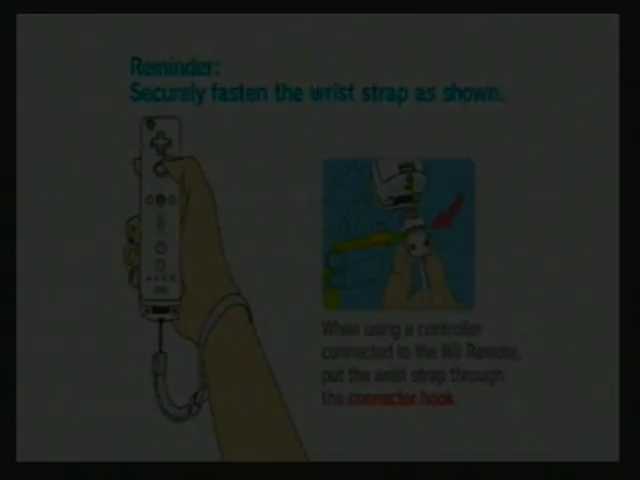 Reminder:
Securely fasten the wrist strap as shown.
When using a controller
connected to the Wii Remote,
put the wrist strap through
the connector hook.